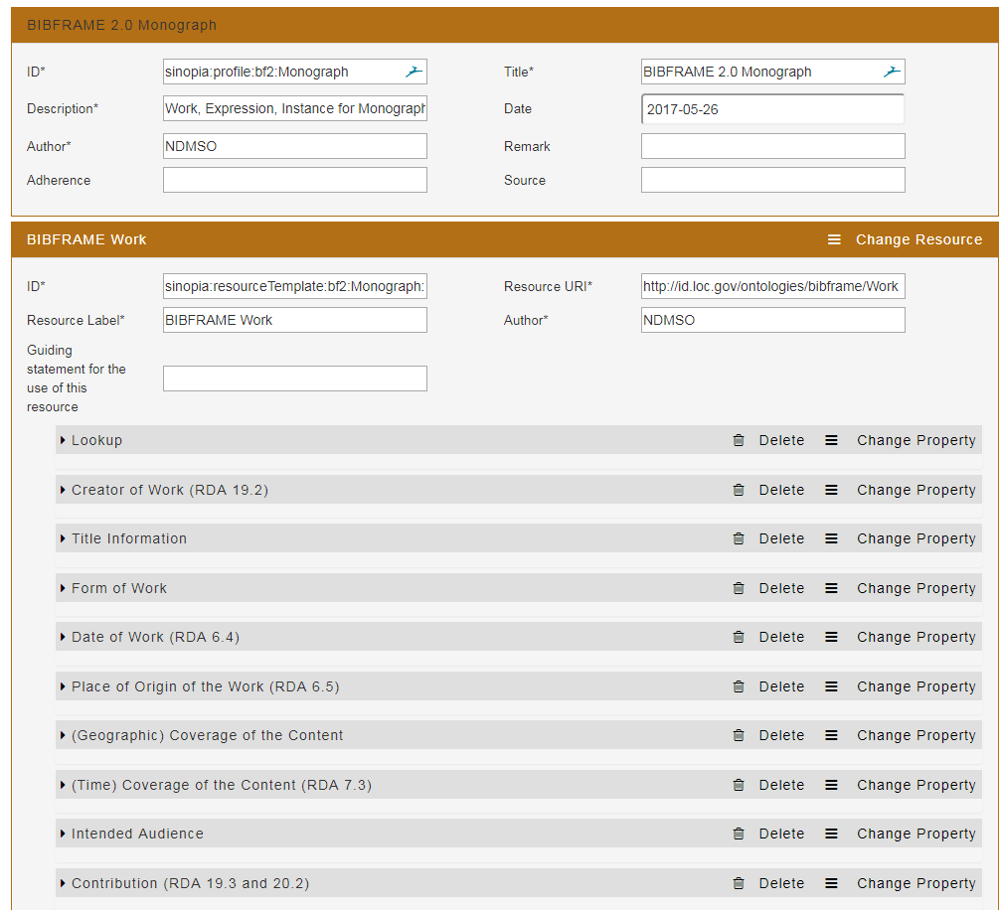 BIBFRAME 2.0 Monograph
ID* sinopia:profile:bf2:Monograph Title* BIBFRAME 2.0 Monograph
Description* Work, Expression, Instance for Monograph Date 2017-05-26
Author* NDMSO Remark
Adherence Source
BIBFRAME Work Change Resource
ID* sinopia:resourceTemplate:bf2:Monograph: Resource URI* http://id.loc.gov/ontologies/bibframe/Work
Resource Label* BIBFRAME Work Author* NDMSO
Guiding
statement for the
use of this
resource
Lookup Delete Change Property
Creator of Work (RDA 19.2) Delete Change Property
Title Information Delete Change Property
Form of Work Delete Change Property
Date of Work (RDA 6.4) Delete Change Property
Place of Origin of the Work (RDA 6.5) Delete Change Property
(Geographic) Coverage of the Content Delete Change Property
(Time) Coverage of the Content (RDA 7.3) Delete Change Property
Intended Audience Delete Change Property
Contribution (RDA 19.3 and 20.2) Delete Change Property